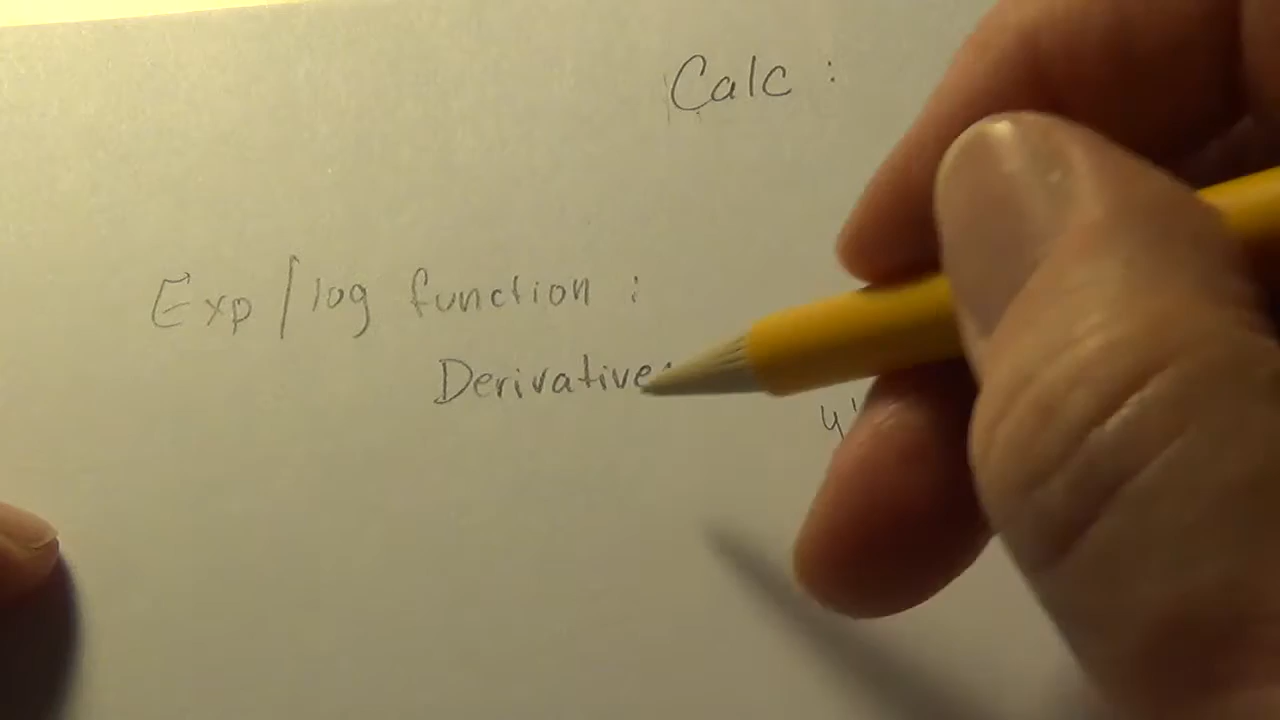 Calc :
Exp/log function :
Derivative
y'